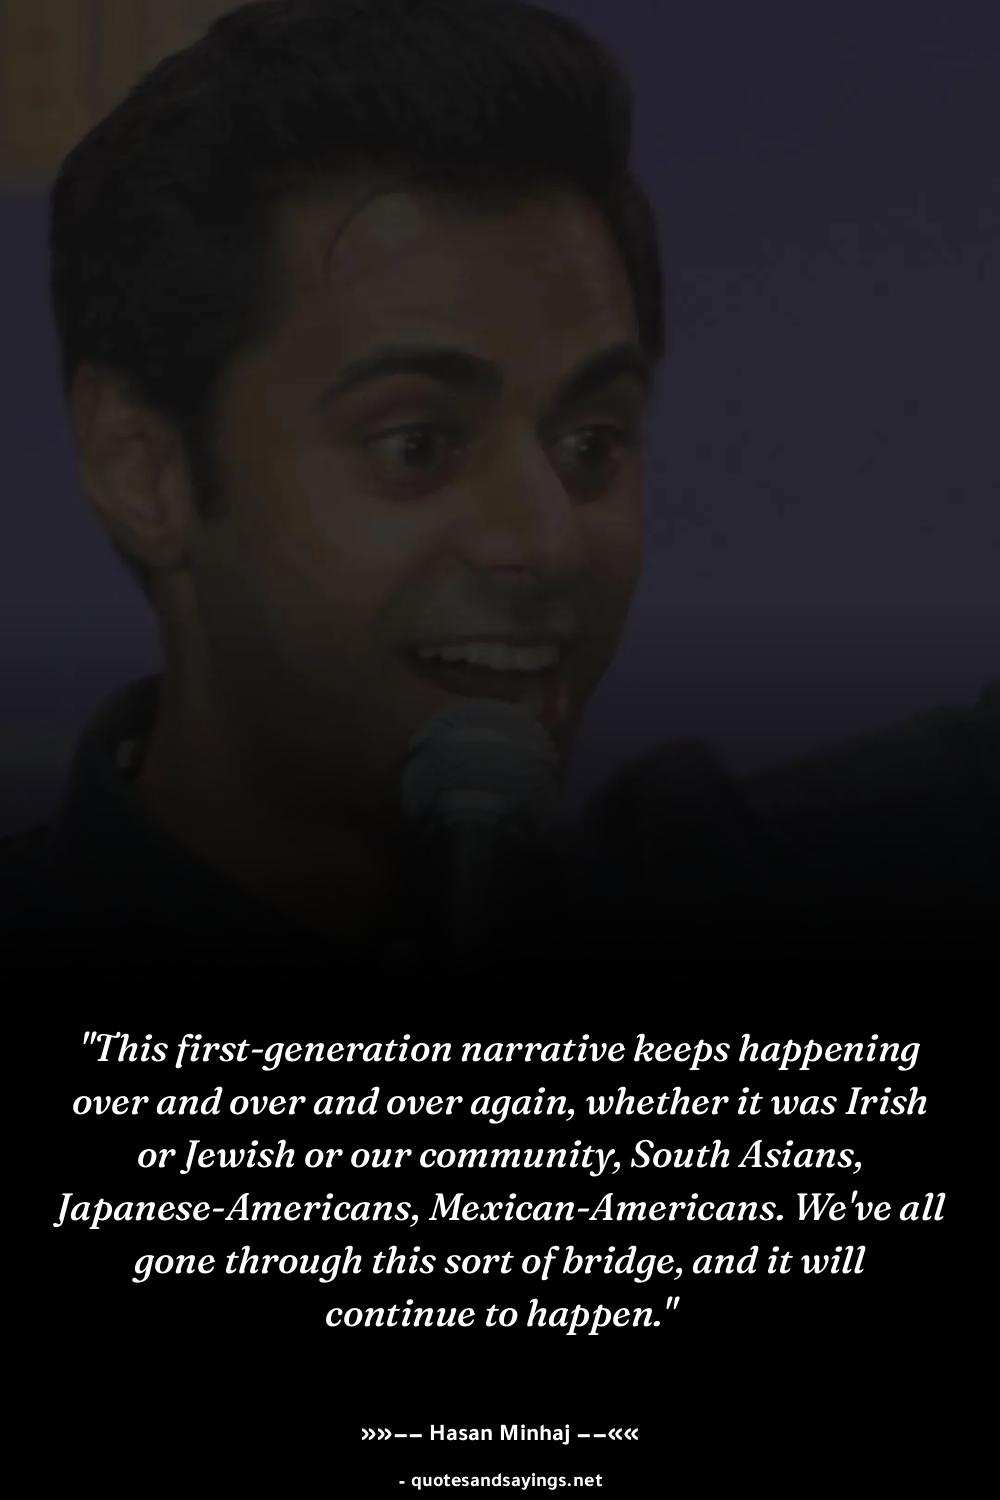 "This first-generation narrative keeps happening
over and over and over again, whether it was Irish
or Jewish or our community, South Asians,
Japanese-Americans, Mexican-Americans. We've all
gone through this sort of bridge, and it will
continue to happen."
»»−− Hasan Minhaj −−««
- quotesandsayings.net